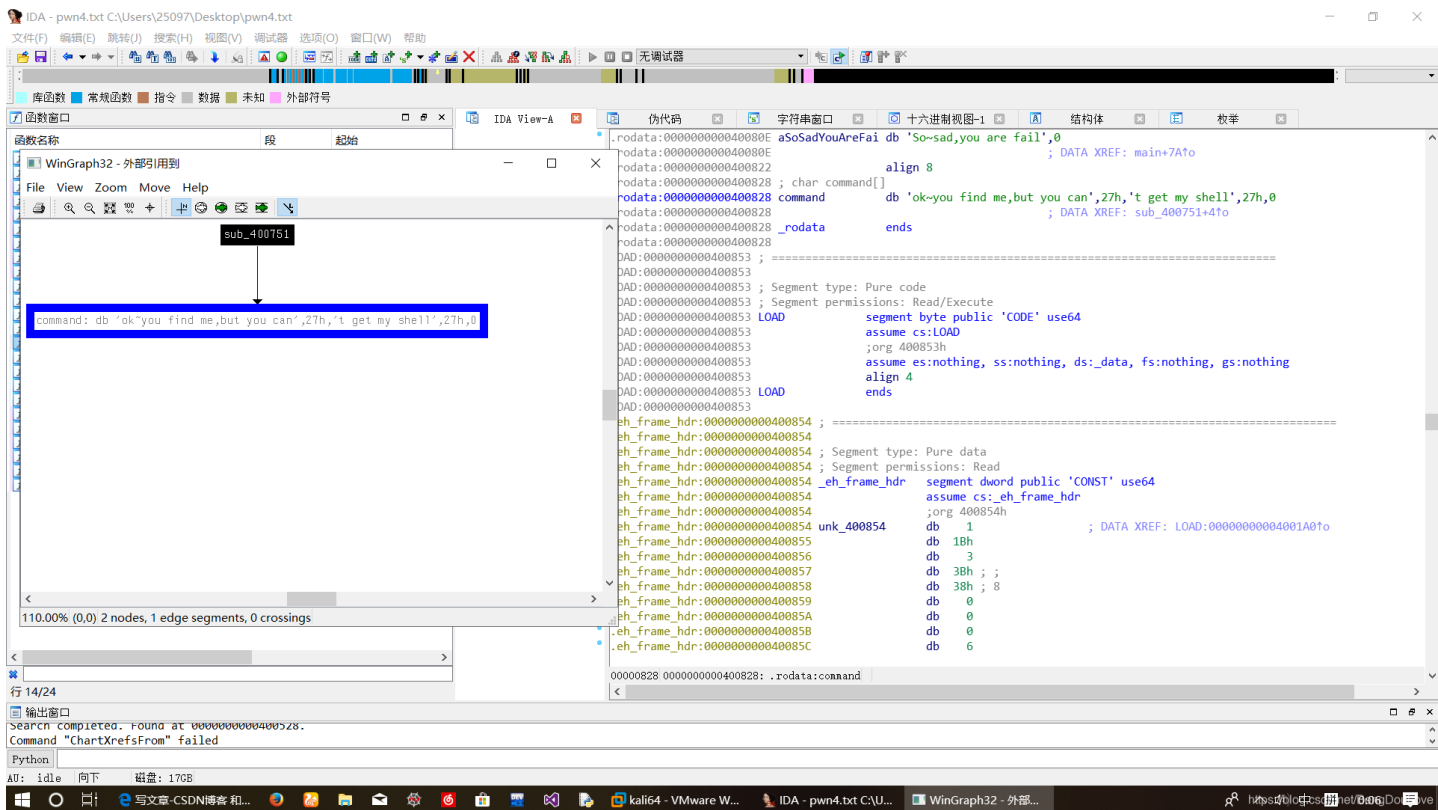 IDA - pwn4.txt C:\Users\25097\Desktop\pwn4.txt
文件(F) 编辑(E) 跳转(J) 搜索(H) 视图(V) 调试器 选项(O) 窗口(W) 帮助
无调试器
库函数 常规函数 指令 数据 未知 外部符号
函数窗口
IDA View-A 伪代码 字符串窗口 十六进制视图-1 结构体 枚举
函数名称 段 起始
WinGraph32 - 外部引用到
File View Zoom Move Help
100 %
sub_400751
command: db 'ok~you find me,but you can',27h,'t get my shell',27h,0
110.00% (0,0) 2 nodes, 1 edge segments, 0 crossings
行 14/24
.rodata:000000000040080E aSoSadYouAreFai db 'So~sad,you are fail',0
rodata:000000000040080E ; DATA XREF: main+7A↑o
rodata:0000000000400822 align 8
rodata:0000000000400828 ; char command[]
rodata:0000000000400828 command db 'ok~you find me,but you can',27h,'t get my shell',27h,0
rodata:0000000000400828 ; DATA XREF: sub_400751+4↑o
rodata:0000000000400828 _rodata ends
rodata:0000000000400828
OAD:0000000000400853 ; ===========================================================================
OAD:0000000000400853
OAD:0000000000400853 ; Segment type: Pure code
OAD:0000000000400853 ; Segment permissions: Read/Execute
OAD:0000000000400853 LOAD segment byte public 'CODE' use64
OAD:0000000000400853 assume cs:LOAD
OAD:0000000000400853 ;org 400853h
OAD:0000000000400853 assume es:nothing, ss:nothing, ds:_data, fs:nothing, gs:nothing
OAD:0000000000400853 align 4
OAD:0000000000400853 LOAD ends
OAD:0000000000400853
eh_frame_hdr:0000000000400854 ; ===========================================================================
eh_frame_hdr:0000000000400854
eh_frame_hdr:0000000000400854 ; Segment type: Pure data
eh_frame_hdr:0000000000400854 ; Segment permissions: Read
eh_frame_hdr:0000000000400854 _eh_frame_hdr segment dword public 'CONST' use64
eh_frame_hdr:0000000000400854 assume cs:_eh_frame_hdr
eh_frame_hdr:0000000000400854 ;org 400854h
eh_frame_hdr:0000000000400854 unk_400854 db 1 ; DATA XREF: LOAD:00000000004001A0↑o
eh_frame_hdr:0000000000400855 db 1Bh
eh_frame_hdr:0000000000400856 db 3
eh_frame_hdr:0000000000400857 db 3Bh ; ;
eh_frame_hdr:0000000000400858 db 38h ; 8
eh_frame_hdr:0000000000400859 db 0
eh_frame_hdr:000000000040085A db 0
.eh_frame_hdr:000000000040085B db 0
.eh_frame_hdr:000000000040085C db 6
00000828 0000000000400828: .rodata:command
输出窗口
Search completed. Found at 0000000000400528.
Command "ChartXrefsFrom" failed
Python
AU: idle 向下 磁盘: 17GB
写文章-CSDN博客 和... kali64 - VMware W... IDA - pwn4.txt C:\U... WinGraph32 - 外部...